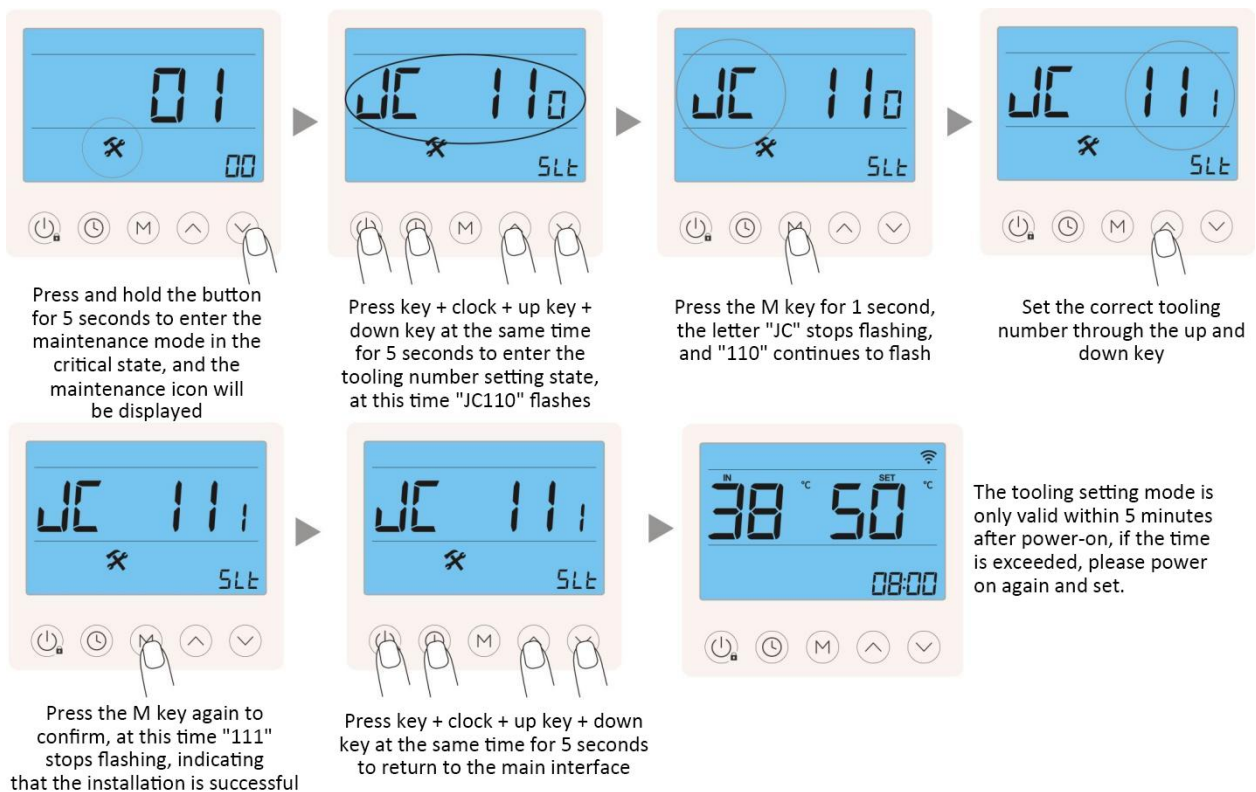 01
00
M
Press and hold the button
for 5 seconds to enter the
maintenance mode in the
critical state, and the
maintenance icon will
be displayed
JC 110
SLt
M
Press key + clock + up key +
down key at the same time
for 5 seconds to enter the
tooling number setting state,
at this time "JC110" flashes
JC 110
SLt
M
Press the M key for 1 second,
the letter "JC" stops flashing,
and "110" continues to flash
JC 111
SLt
M
Set the correct tooling
number through the up and
down key
JC 111
SLt
M
Press the M key again to
confirm, at this time "111"
stops flashing, indicating
that the installation is successful
JC 111
SLt
M
Press key + clock + up key + down
key at the same time for 5 seconds
to return to the main interface
IN SET
38 °C 50 °C
08:00
M
The tooling setting mode is
only valid within 5 minutes
after power-on, if the time
is exceeded, please power
on again and set.